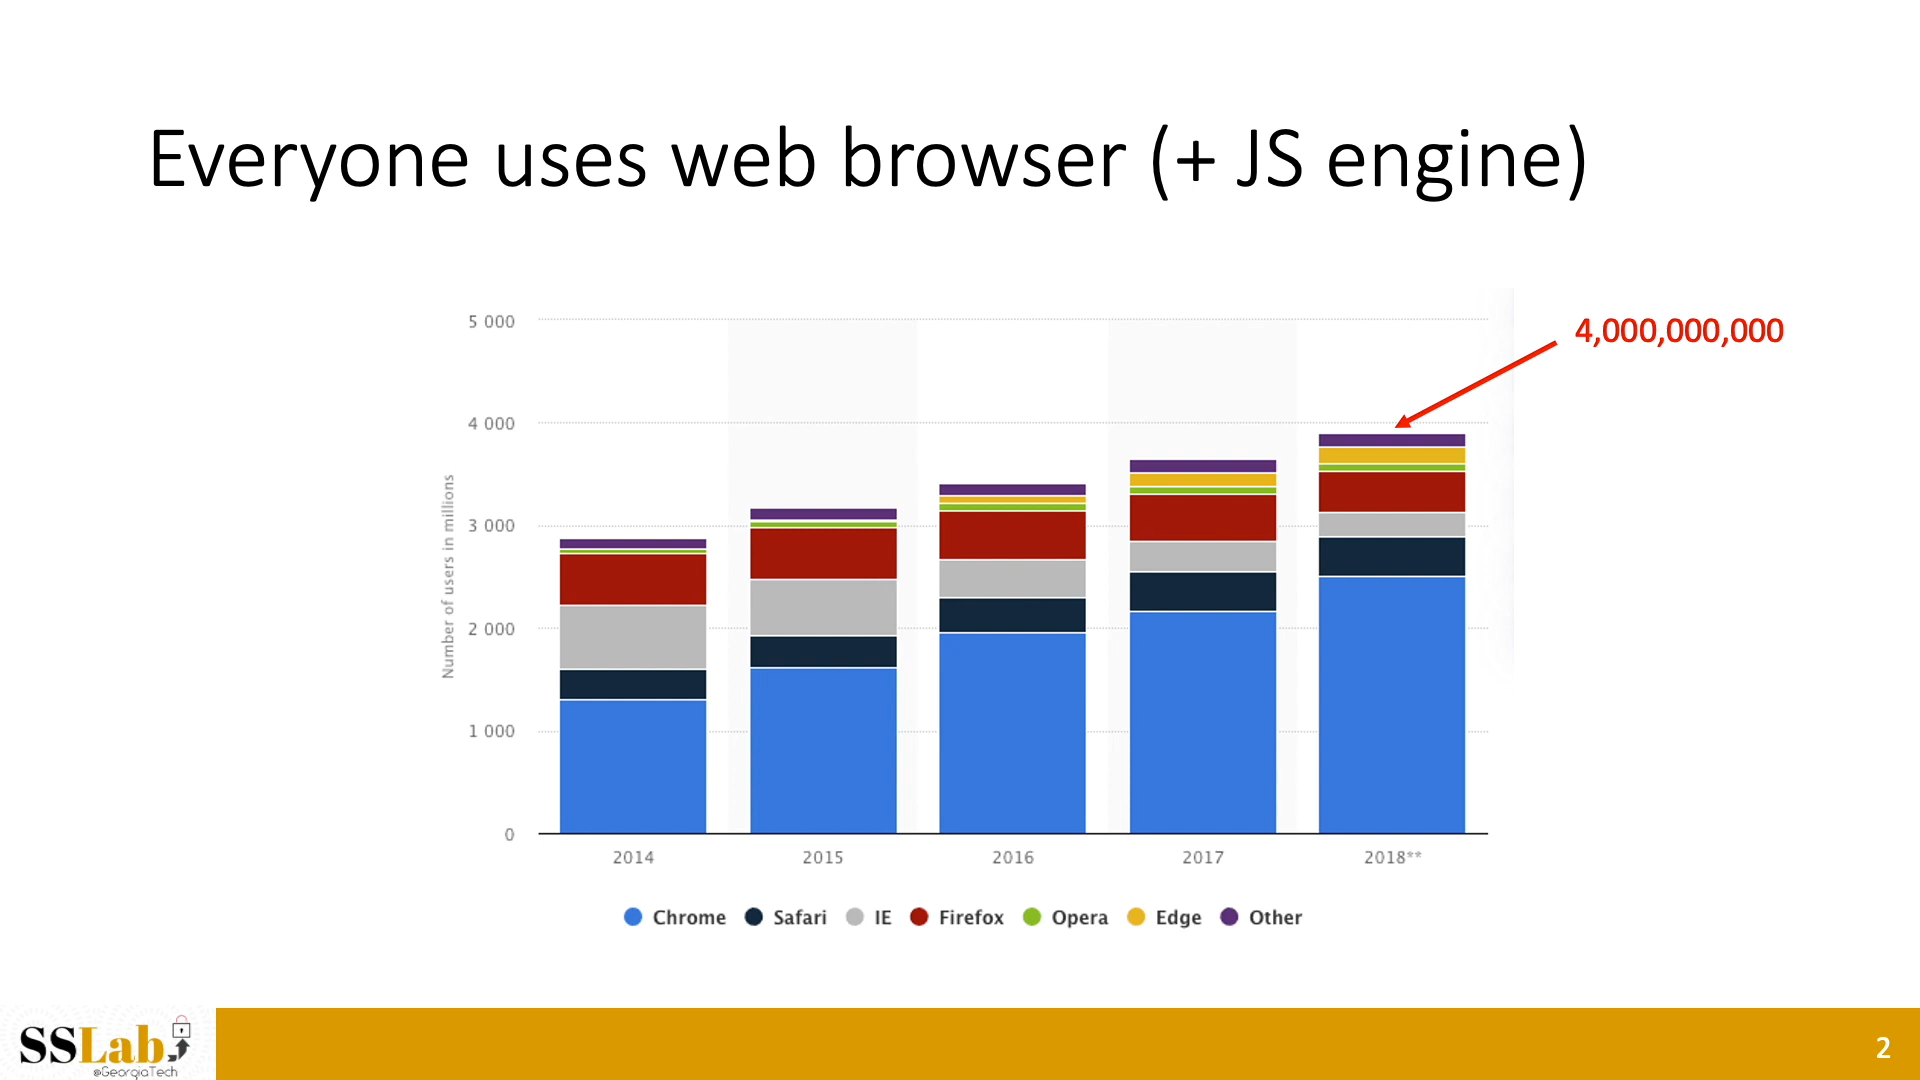 Everyone uses web browser (+ JS engine)
4,000,000,000
5 000
4 000
3 000
2 000
1 000
0
Number of users in millions
2014 2015 2016 2017 2018**
Chrome Safari IE Firefox Opera Edge Other
SSLab
@GeorgiaTech
2